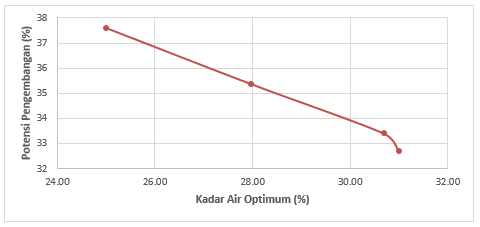 38
37
36
35
34
33
32
Potensi Pengembangan (%)
24.00 26.00 28.00 30.00 32.00
Kadar Air Optimum (%)